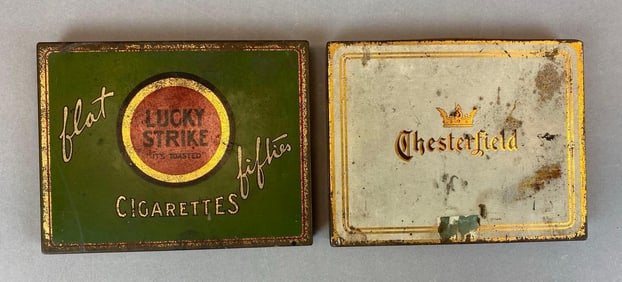 flat
LUCKY
STRIKE
"IT'S TOASTED"
fifties
CIGARETTES
Chesterfield